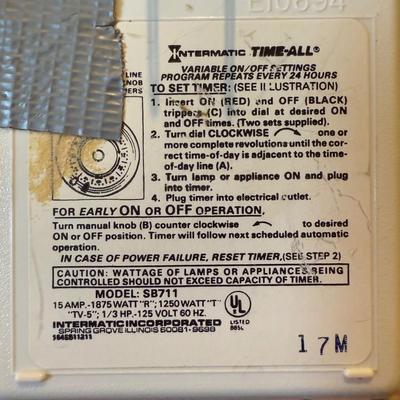 E10694
INTERMATIC TIME-ALL®
VARIABLE ON/OFF SETTINGS
PROGRAM REPEATS EVERY 24 HOURS
LINE
TO SET TIMER: (SEE ILLUSTRATION)
1. Insert ON (RED) and OFF (BLACK)
trippers (C) into dial at desired ON
and OFF times. (Two sets supplied).
2. Turn dial CLOCKWISE one or
more complete revolutions until the cor-
rect time-of-day is adjacent to the time-
of-day line (A).
3. Turn lamp or appliance ON and plug
into timer.
4. Plug timer into electrical outlet.
FOR EARLY ON or OFF OPERATION,
Turn manual knob (B) counter clockwise to desired
ON or OFF position. Timer will follow next scheduled automatic
operation.
IN CASE OF POWER FAILURE, RESET TIMER, (SEE STEP 2)
CAUTION: WATTAGE OF LAMPS OR APPLIANCES BEING
CONTROLLED SHOULD NOT EXCEED CAPACITY OF TIMER.
MODEL: SB711
15 AMP.-1875 WATT "R"; 1250 WATT "T"
"TV-5"; 1/3 HP.-125 VOLT 60 HZ.
INTERMATIC INCORPORATED
SPRING GROVE ILLINOIS 60081-9698
UL
LISTED
17M